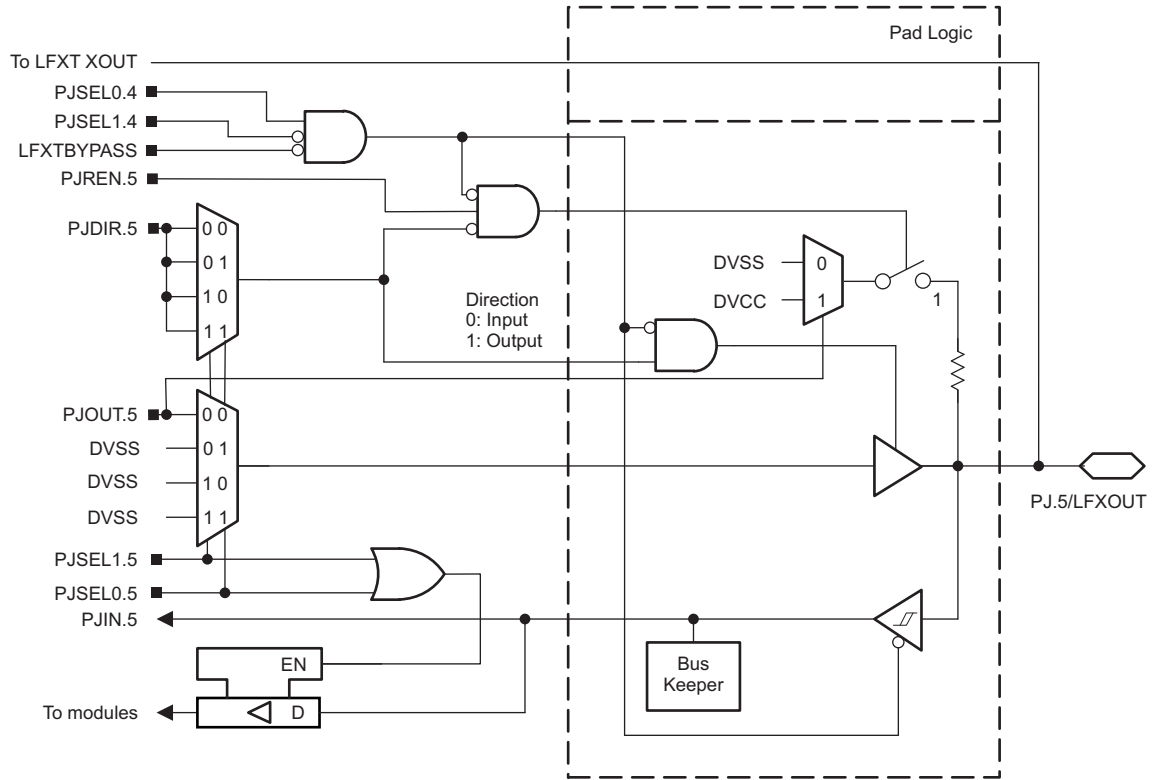 Pad Logic
To LFXT XOUT
PJSEL0.4
PJSEL1.4
LFXTBYPASS
PJREN.5
PJDIR.5
0 0
0 1
1 0
1 1
Direction
0: Input
1: Output
DVSS
0
DVCC
1
1
PJOUT.5
0 0
DVSS
0 1
DVSS
1 0
DVSS
1 1
PJ.5/LFXOUT
PJSEL1.5
PJSEL0.5
PJIN.5
EN
Bus
Keeper
To modules
D